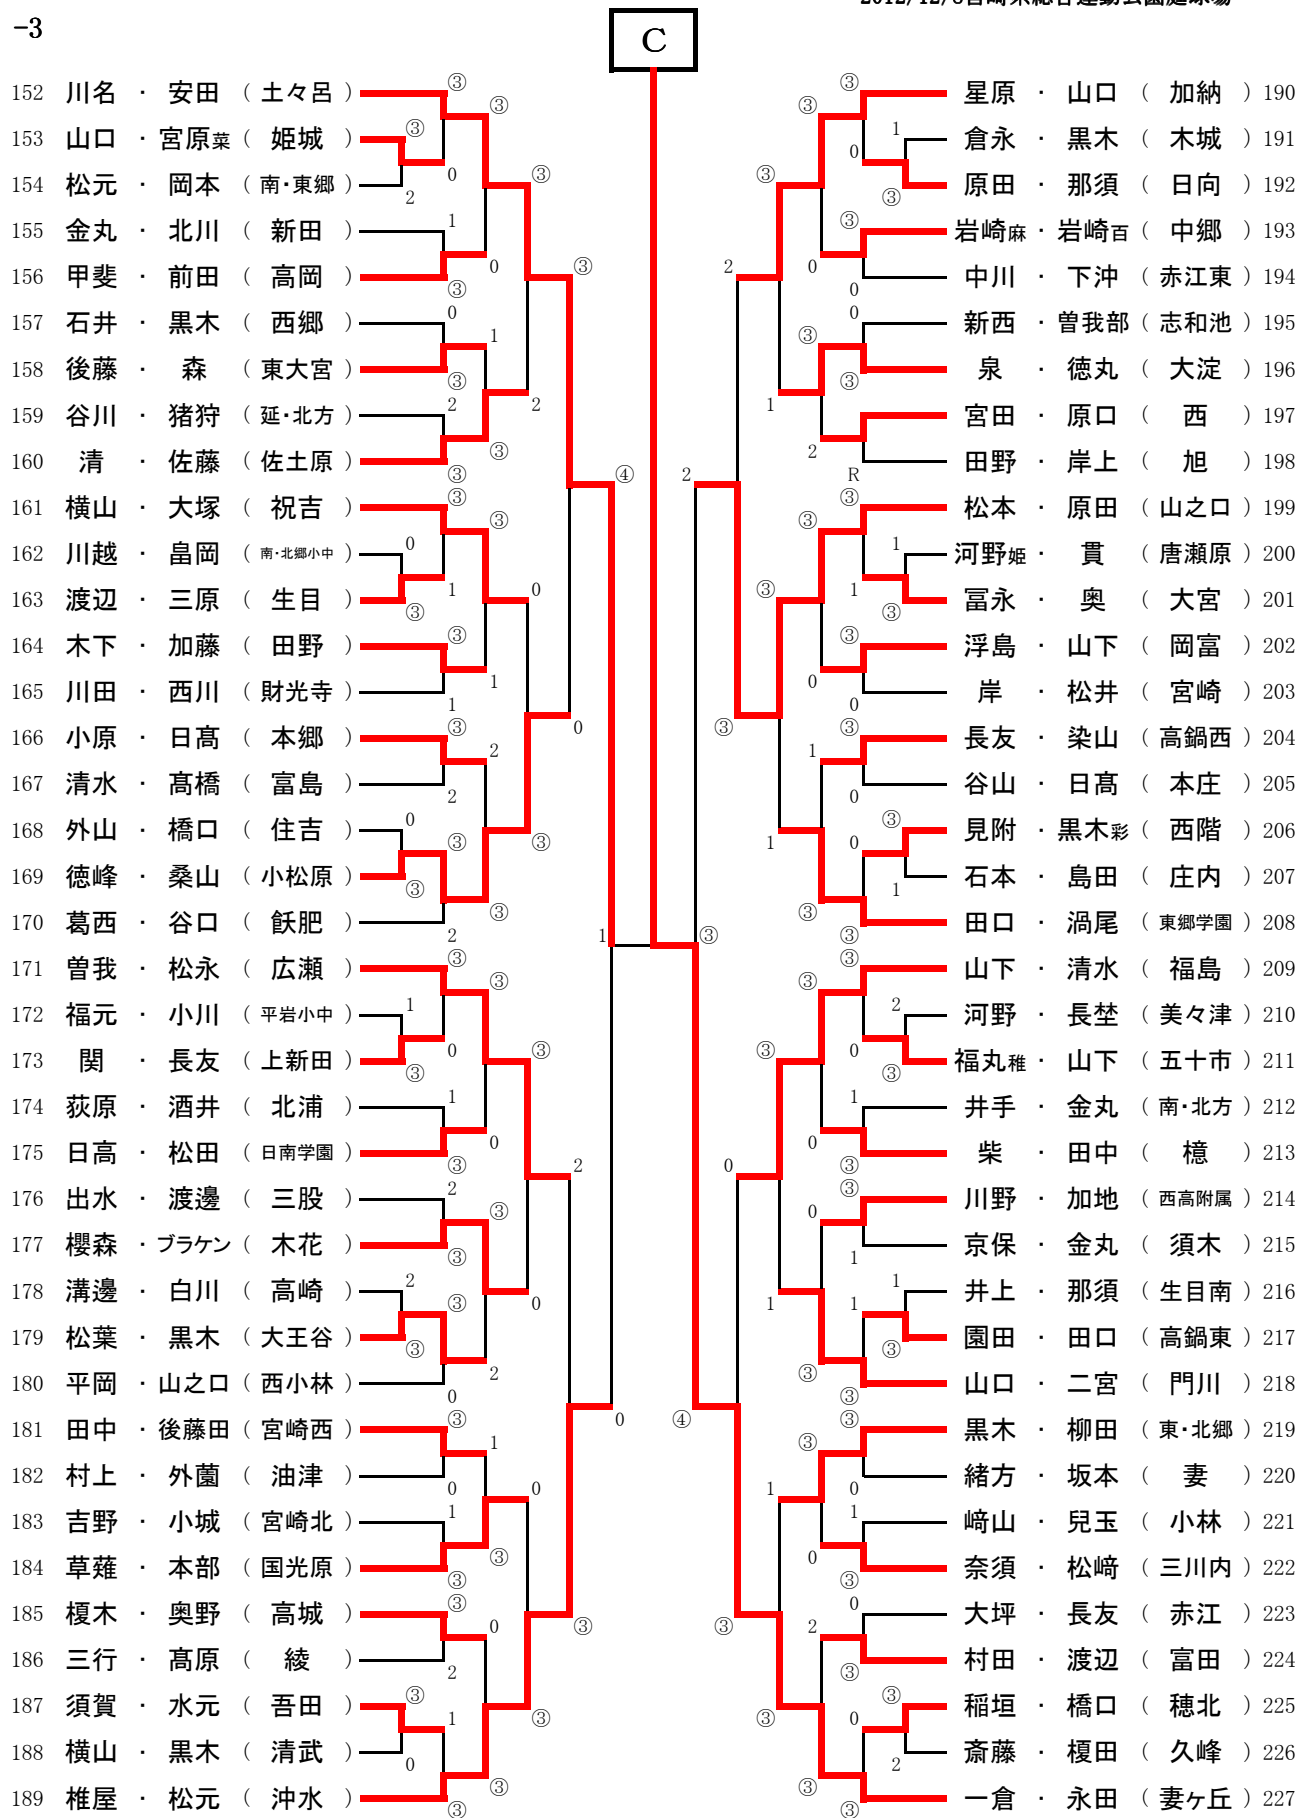 -3
C
152 川名 ・ 安田 （ 土々呂 ）
153 山口 ・ 宮原菜 （ 姫城 ）
154 松元 ・ 岡本 （ 南・東郷 ）
155 金丸 ・ 北川 （ 新田 ）
156 甲斐 ・ 前田 （ 高岡 ）
157 石井 ・ 黒木 （ 西郷 ）
158 後藤 ・ 森 （ 東大宮 ）
159 谷川 ・ 猪狩 （ 延・北方 ）
160 清 ・ 佐藤 （ 佐土原 ）
161 横山 ・ 大塚 （ 祝吉 ）
162 川越 ・ 畠岡 （ 南・北郷小中 ）
163 渡辺 ・ 三原 （ 生目 ）
164 木下 ・ 加藤 （ 田野 ）
165 川田 ・ 西川 （ 財光寺 ）
166 小原 ・ 日髙 （ 本郷 ）
167 清水 ・ 髙橋 （ 富島 ）
168 外山 ・ 橋口 （ 住吉 ）
169 徳峰 ・ 桑山 （ 小松原 ）
170 葛西 ・ 谷口 （ 飫肥 ）
171 曽我 ・ 松永 （ 広瀬 ）
172 福元 ・ 小川 （ 平岩小中 ）
173 関 ・ 長友 （ 上新田 ）
174 荻原 ・ 酒井 （ 北浦 ）
175 日高 ・ 松田 （ 日南学園 ）
176 出水 ・ 渡邊 （ 三股 ）
177 櫻森 ・ ブラケン （ 木花 ）
178 溝邊 ・ 白川 （ 高崎 ）
179 松葉 ・ 黒木 （ 大王谷 ）
180 平岡 ・ 山之口 （ 西小林 ）
181 田中 ・ 後藤田 （ 宮崎西 ）
182 村上 ・ 外薗 （ 油津 ）
183 吉野 ・ 小城 （ 宮崎北 ）
184 草薙 ・ 本部 （ 国光原 ）
185 榎木 ・ 奥野 （ 高城 ）
186 三行 ・ 髙原 （ 綾 ）
187 須賀 ・ 水元 （ 吾田 ）
188 横山 ・ 黒木 （ 清武 ）
189 椎屋 ・ 松元 （ 沖水 ）
星原 ・ 山口 （ 加納 ） 190
倉永 ・ 黒木 （ 木城 ） 191
原田 ・ 那須 （ 日向 ） 192
岩崎麻 ・ 岩崎百 （ 中郷 ） 193
中川 ・ 下沖 （ 赤江東 ） 194
新西 ・ 曽我部 （ 志和池 ） 195
泉 ・ 徳丸 （ 大淀 ） 196
宮田 ・ 原口 （ 西 ） 197
田野 ・ 岸上 （ 旭 ） 198
松本 ・ 原田 （ 山之口 ） 199
河野姫 ・ 貫 （ 唐瀬原 ） 200
冨永 ・ 奥 （ 大宮 ） 201
浮島 ・ 山下 （ 岡富 ） 202
岸 ・ 松井 （ 宮崎 ） 203
長友 ・ 染山 （ 高鍋西 ） 204
谷山 ・ 日髙 （ 本庄 ） 205
見附 ・ 黒木彩 （ 西階 ） 206
石本 ・ 島田 （ 庄内 ） 207
田口 ・ 渦尾 （ 東郷学園 ） 208
山下 ・ 清水 （ 福島 ） 209
河野 ・ 長埜 （ 美々津 ） 210
福丸稚 ・ 山下 （ 五十市 ） 211
井手 ・ 金丸 （ 南・北方 ） 212
柴 ・ 田中 （ 檍 ） 213
川野 ・ 加地 （ 西高附属 ） 214
京保 ・ 金丸 （ 須木 ） 215
井上 ・ 那須 （ 生目南 ） 216
園田 ・ 田口 （ 高鍋東 ） 217
山口 ・ 二宮 （ 門川 ） 218
黒木 ・ 柳田 （ 東・北郷 ） 219
緒方 ・ 坂本 （ 妻 ） 220
﨑山 ・ 兒玉 （ 小林 ） 221
奈須 ・ 松﨑 （ 三川内 ） 222
大坪 ・ 長友 （ 赤江 ） 223
村田 ・ 渡辺 （ 富田 ） 224
稲垣 ・ 橋口 （ 穂北 ） 225
斎藤 ・ 榎田 （ 久峰 ） 226
一倉 ・ 永田 （ 妻ヶ丘 ） 227